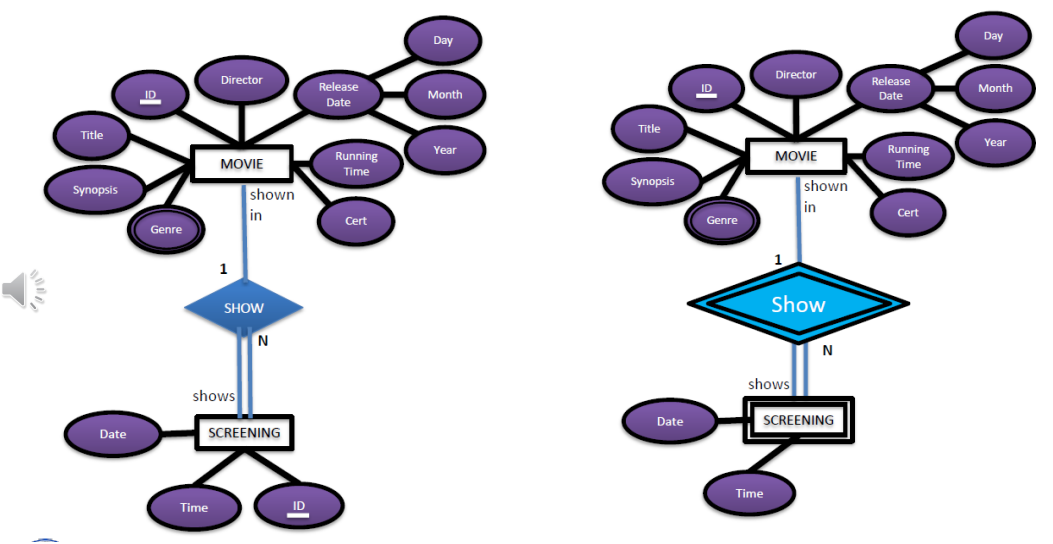 Day
Director
Release
Date
ID
Month
Title
Year
MOVIE
Running
Time
Synopsis
shown
in
Cert
Genre
1
SHOW
N
shows
Date
SCREENING
Time
ID
Day
Director
Release
Date
ID
Month
Title
Year
MOVIE
Running
Time
Synopsis
shown
in
Cert
Genre
1
Show
N
shows
Date
SCREENING
Time